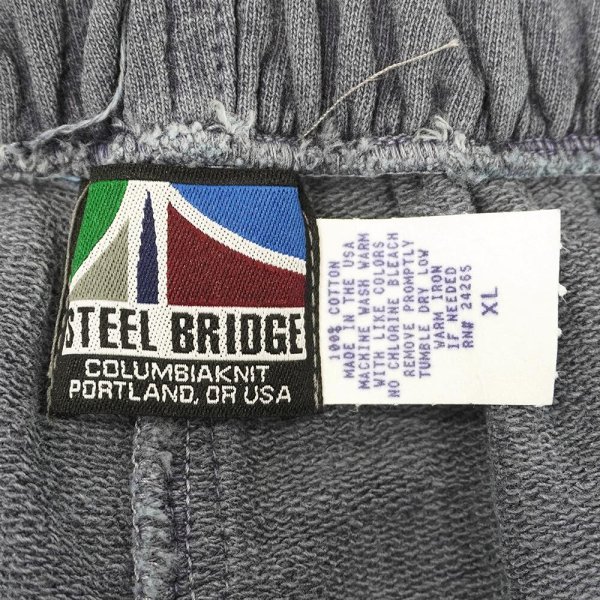 STEEL BRIDGE
COLUMBIAKNIT
PORTLAND, OR USA
100% COTTON
MADE IN THE USA
MACHINE WASH WARM
WITH LIKE COLORS
NO CHLORINE BLEACH
REMOVE PROMPTLY
TUMBLE DRY LOW
WARM IRON
IF NEEDED
RN# 24265
XL